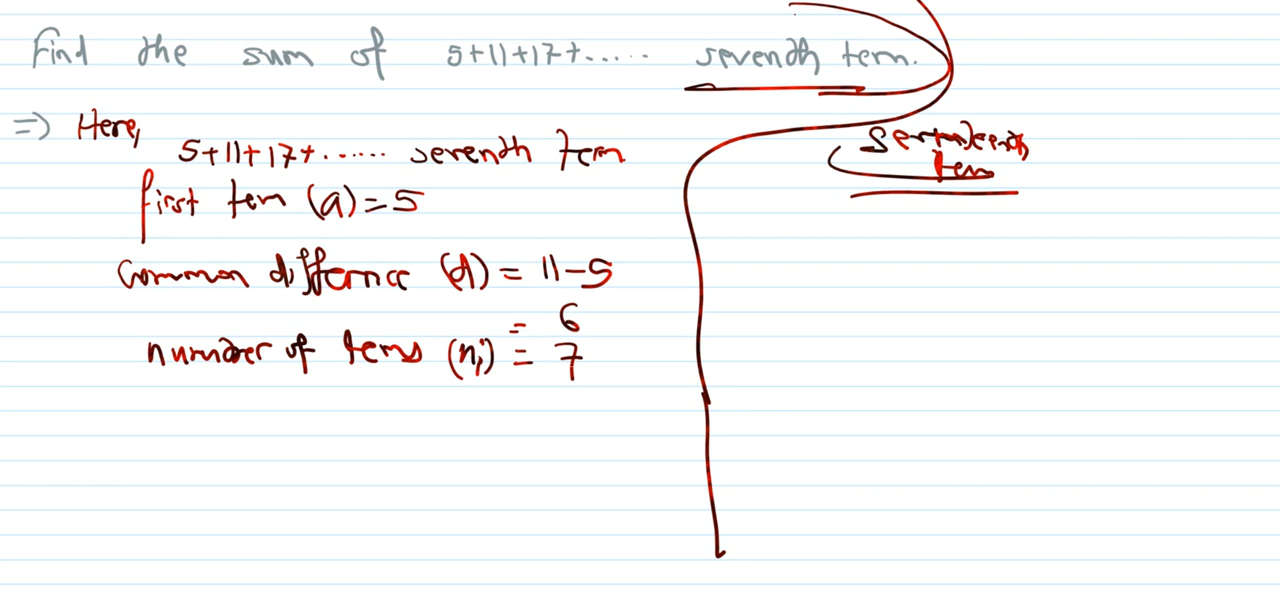 Find the sum of 5+11+17+...... seventh term.
=> Here,
5+11+17+....... seventh term
first term (a) = 5
common difference (d) = 11-5
= 6
number of terms (n) = 7
term